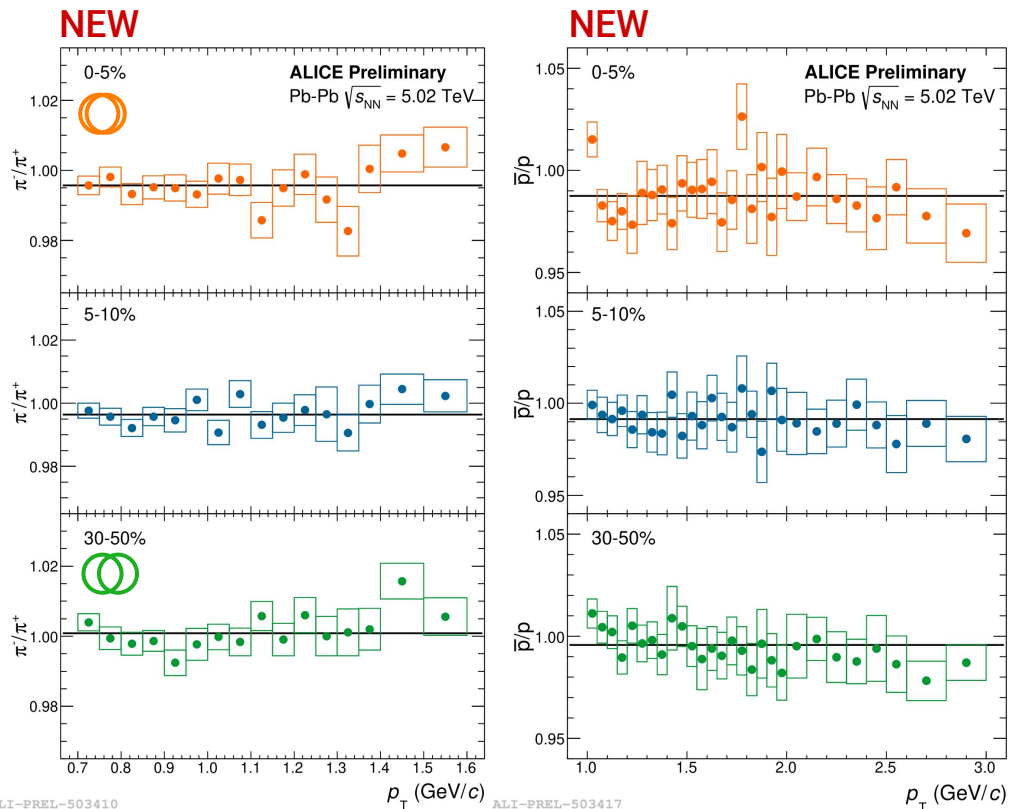 NEW
0-5%
ALICE Preliminary
Pb-Pb √sNN = 5.02 TeV
1.02
1.00
0.98
π-/π+
5-10%
1.02
1.00
0.98
π-/π+
30-50%
1.02
1.00
0.98
π-/π+
0.7 0.8 0.9 1.0 1.1 1.2 1.3 1.4 1.5 1.6
pT (GeV/c)
LI-PREL-503410
NEW
0-5%
ALICE Preliminary
Pb-Pb √sNN = 5.02 TeV
1.05
1.00
0.95
p̅/p
5-10%
1.05
1.00
0.95
p̅/p
30-50%
1.05
1.00
0.95
p̅/p
1.0 1.5 2.0 2.5 3.0
pT (GeV/c)
ALI-PREL-503417